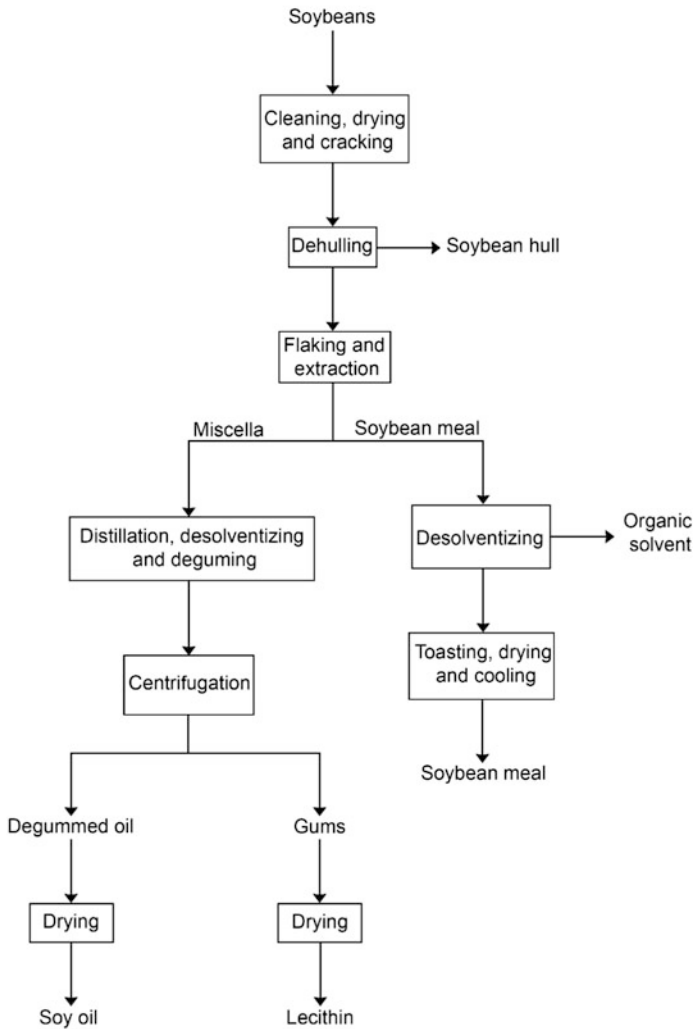 Soybeans
Cleaning, drying
and cracking
Dehulling
Soybean hull
Flaking and
extraction
Miscella
Soybean meal
Distillation, desolventizing
and deguming
Desolventizing
Organic
solvent
Centrifugation
Toasting, drying
and cooling
Soybean meal
Degummed oil
Gums
Drying
Drying
Soy oil
Lecithin